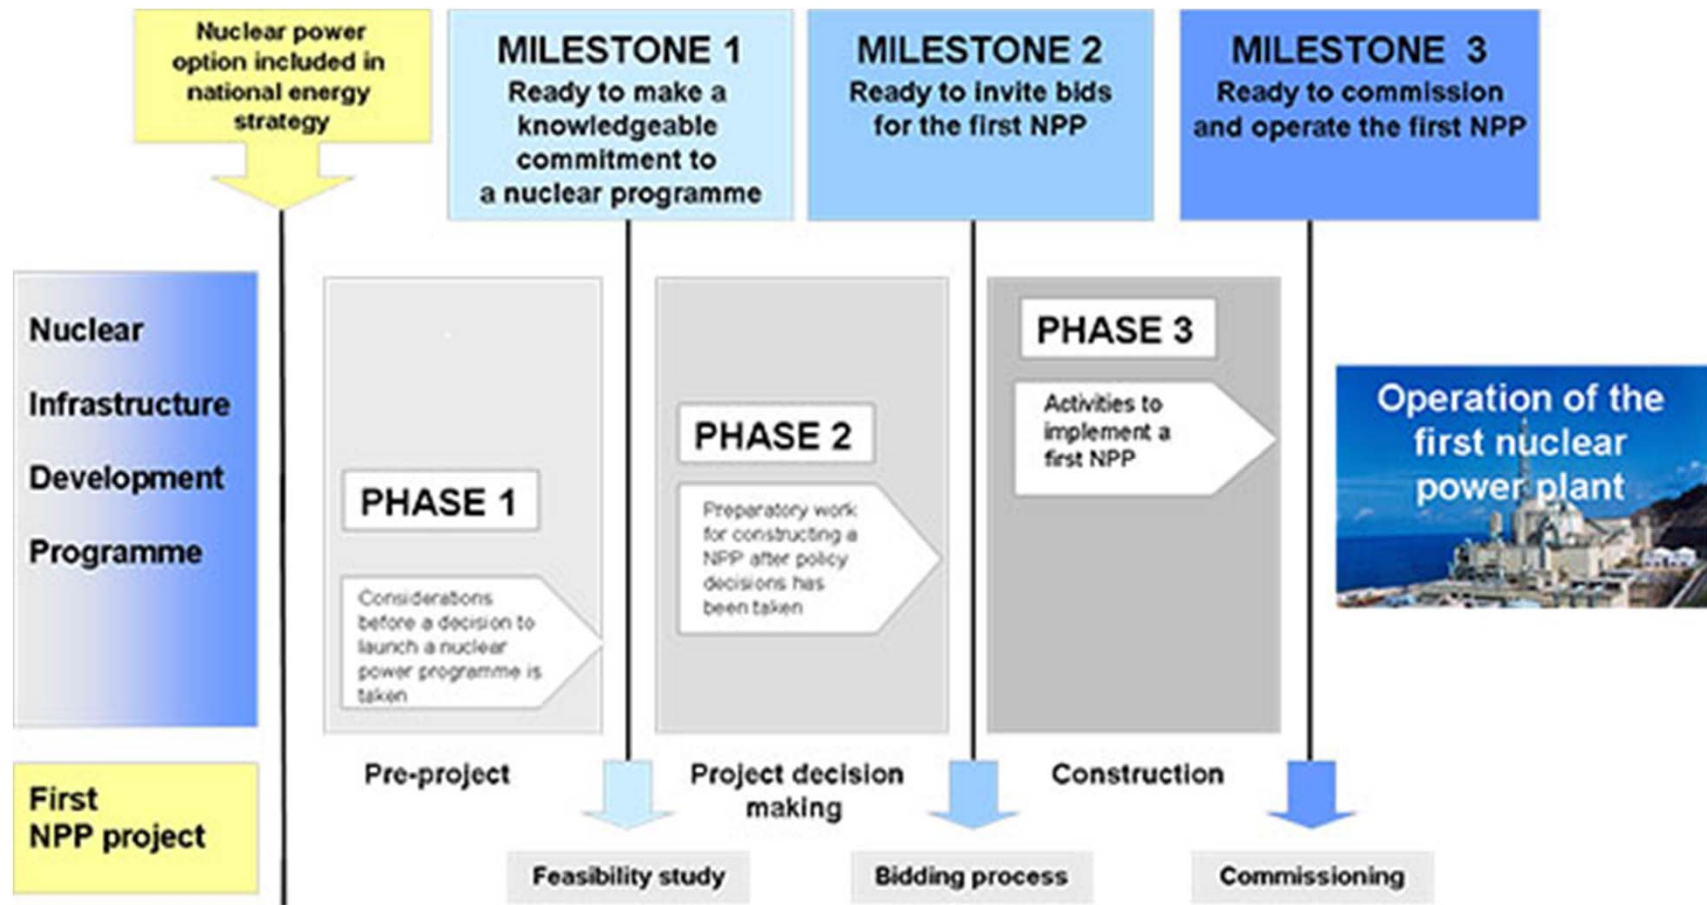 Nuclear power
option included in
national energy
strategy
MILESTONE 1
Ready to make a
knowledgeable
commitment to
a nuclear programme
MILESTONE 2
Ready to invite bids
for the first NPP
MILESTONE 3
Ready to commission
and operate the first NPP
Nuclear
Infrastructure
Development
Programme
PHASE 1
Considerations
before a decision to
launch a nuclear
power programme is
taken
PHASE 2
Preparatory work
for constructing a
NPP after policy
decisions has
been taken
PHASE 3
Activities to
implement a
first NPP
Operation of the
first nuclear
power plant
First
NPP project
Pre-project
Project decision
making
Construction
Feasibility study
Bidding process
Commissioning